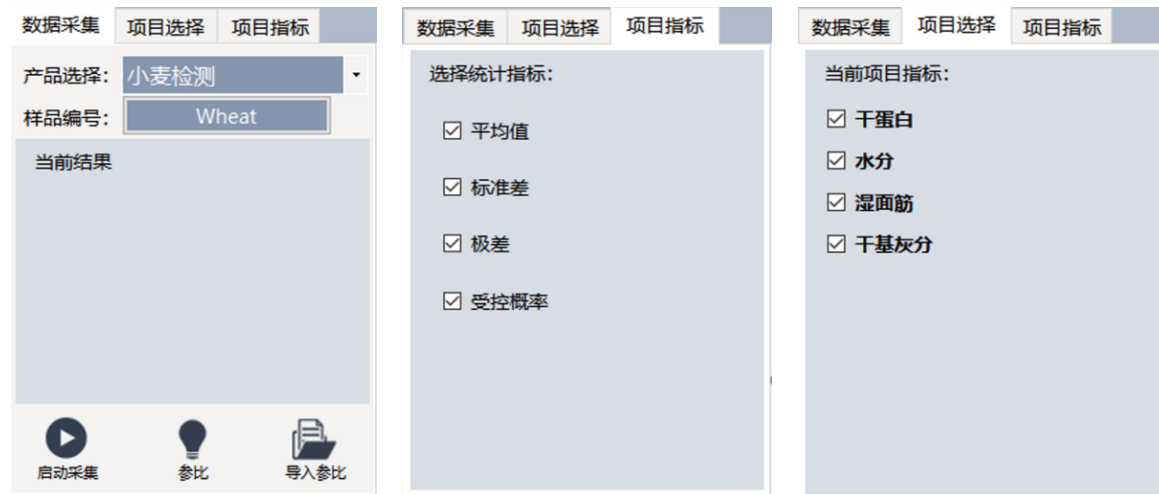 数据采集 项目选择 项目指标
产品选择: 小麦检测
样品编号: Wheat
当前结果
启动采集 参比 导入参比
数据采集 项目选择 项目指标
选择统计指标:
平均值
标准差
极差
受控概率
数据采集 项目选择 项目指标
当前项目指标:
干蛋白
水分
湿面筋
干基灰分